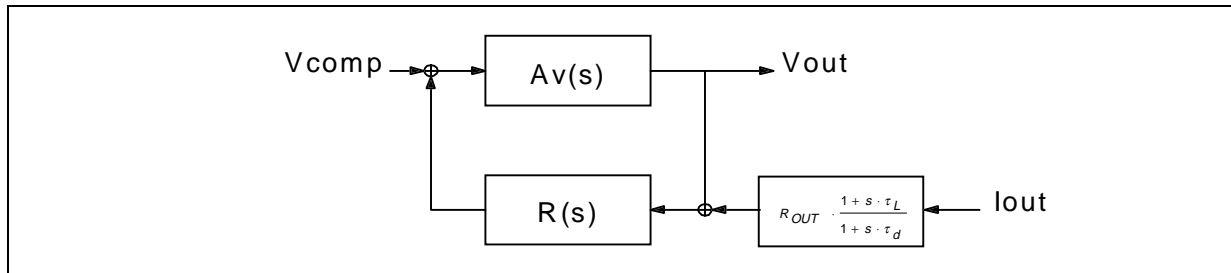 Vcomp Av(s) Vout
R(s) R_OUT · (1 + s · τ_L)/(1 + s · τ_d) Iout